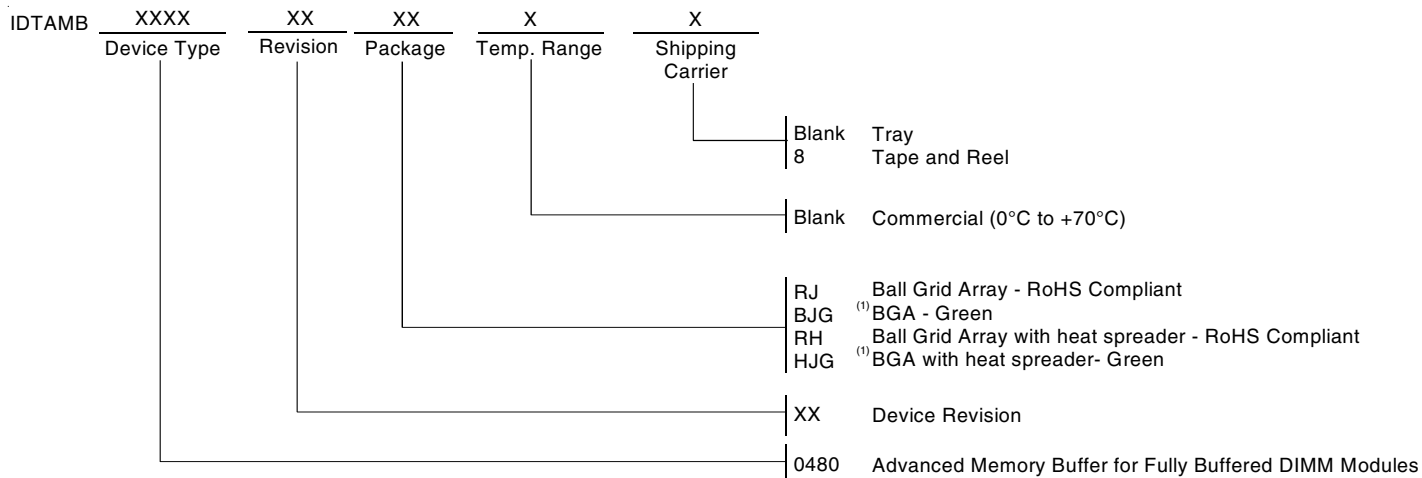 IDTAMB XXXX XX XX X X
Device Type Revision Package Temp. Range Shipping
Carrier
Blank Tray
8 Tape and Reel
Blank Commercial (0°C to +70°C)
RJ Ball Grid Array - RoHS Compliant
BJG (1) BGA - Green
RH Ball Grid Array with heat spreader - RoHS Compliant
HJG (1) BGA with heat spreader- Green
XX Device Revision
0480 Advanced Memory Buffer for Fully Buffered DIMM Modules